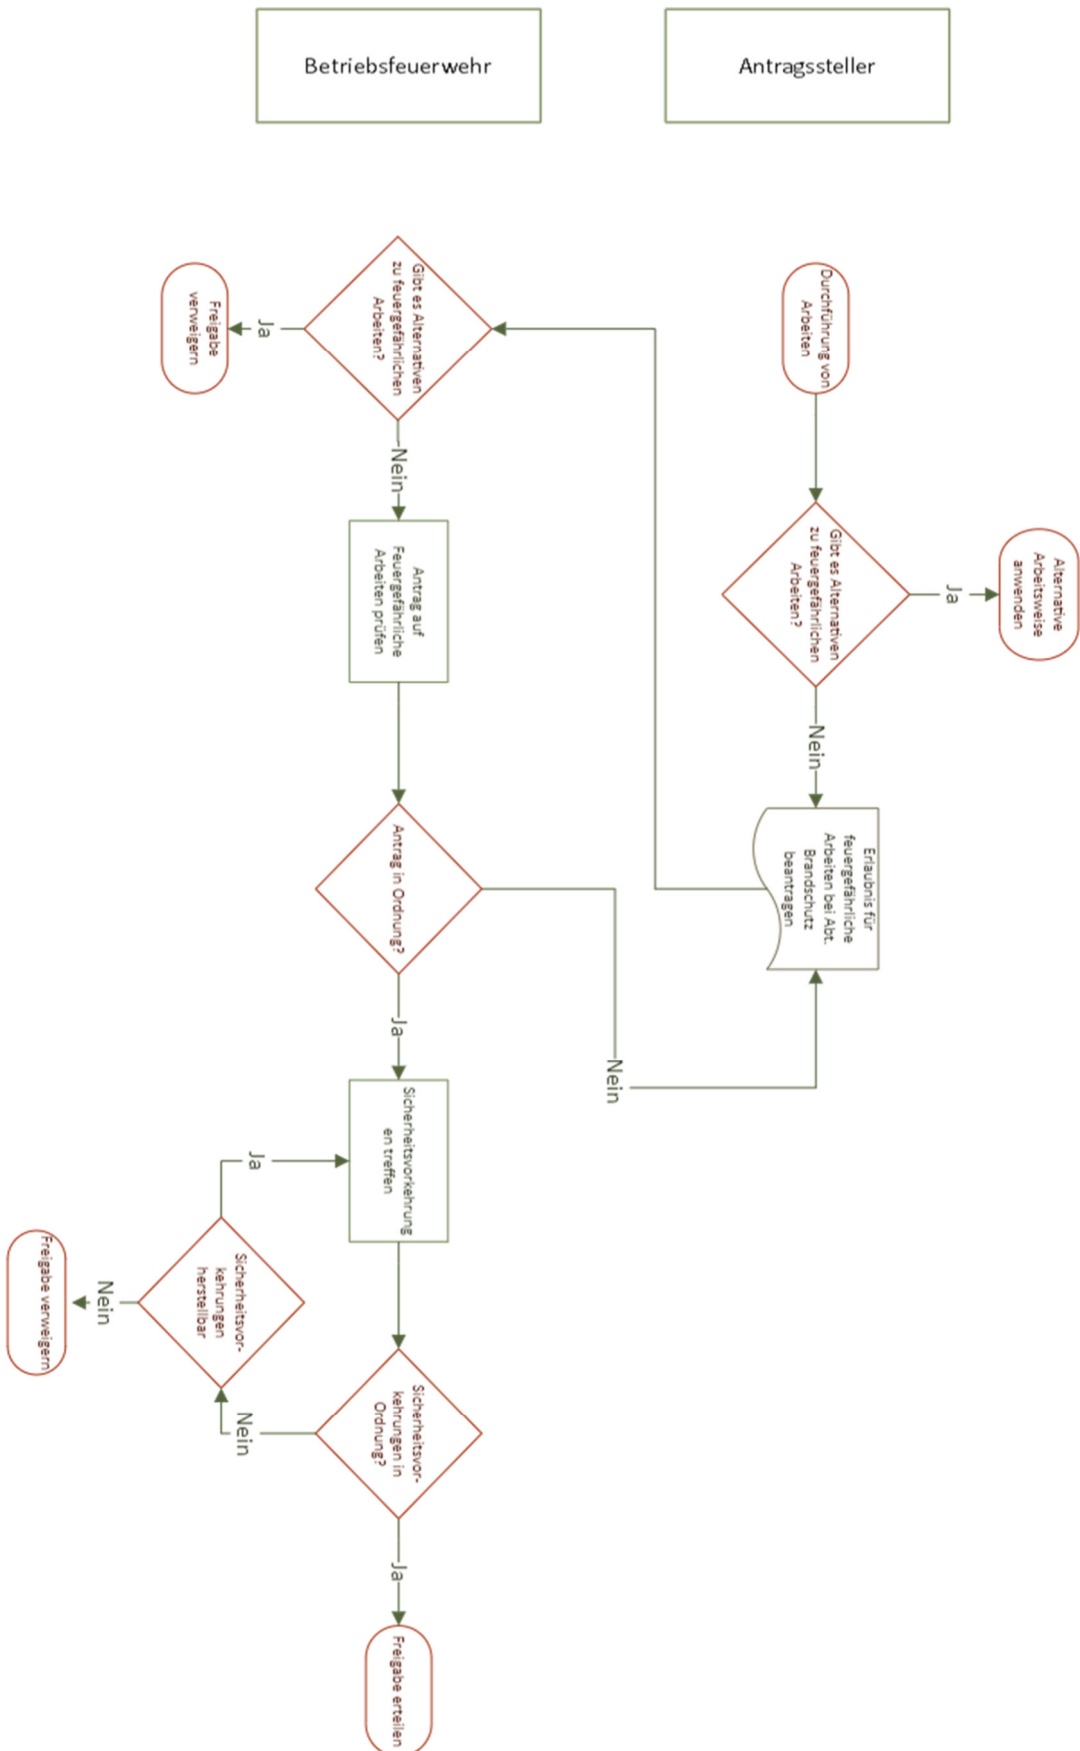 Betriebsfeuerwehr
Antragssteller
Durchführung von
Arbeiten
Gibt es Alternativen
zu feuergefährlichen
Arbeiten?
Ja
Alternative
Arbeitsweise
anwenden
Nein
Erlaubnis für
feuergefährliche
Arbeiten bei Abt.
Brandschutz
beantragen
Gibt es Alternativen
zu feuergefährlichen
Arbeiten?
Ja
Freigabe
verweigern
Nein
Antrag auf
Feuergefährliche
Arbeiten prüfen
Antrag in Ordnung?
Nein
Ja
Sicherheitsvorkehrung
en treffen
Sicherheitsvor-
kehrungen in
Ordnung?
Nein
Sicherheitsvor-
kehrungen
herstellbar
Ja
Nein
Freigabe verweigern
Ja
Freigabe erteilen